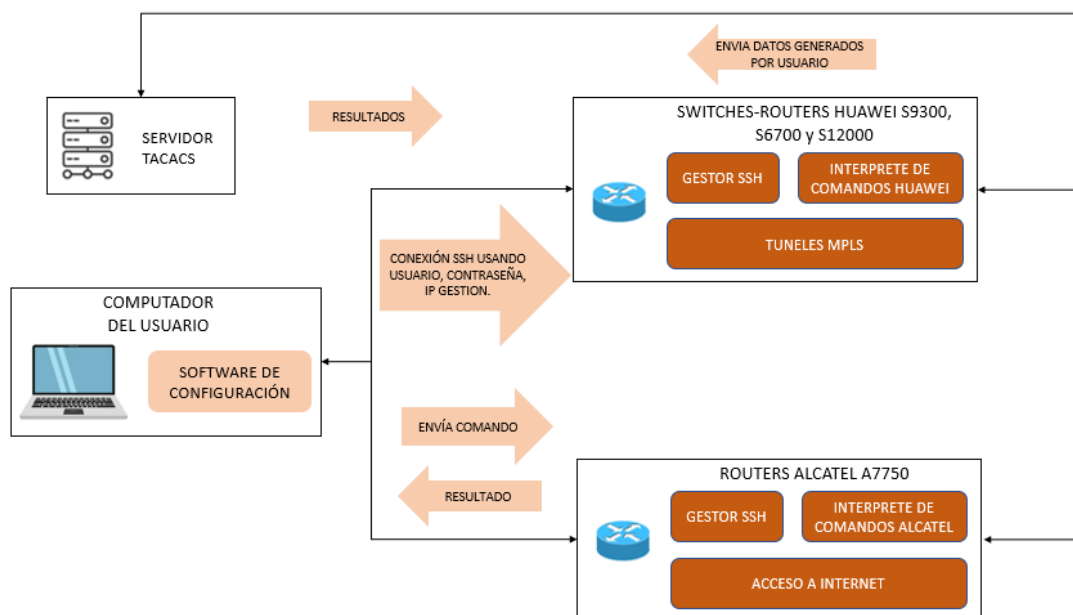 ENVIA DATOS GENERADOS
POR USUARIO
SERVIDOR
TACACS
RESULTADOS
SWITCHES-ROUTERS HUAWEI S9300,
S6700 y S12000
GESTOR SSH
INTERPRETE DE
COMANDOS HUAWEI
TUNELES MPLS
CONEXIÓN SSH USANDO
USUARIO, CONTRASEÑA,
IP GESTION.
COMPUTADOR
DEL USUARIO
SOFTWARE DE
CONFIGURACIÓN
ENVÍA COMANDO
RESULTADO
ROUTERS ALCATEL A7750
GESTOR SSH
INTERPRETE DE
COMANDOS ALCATEL
ACCESO A INTERNET